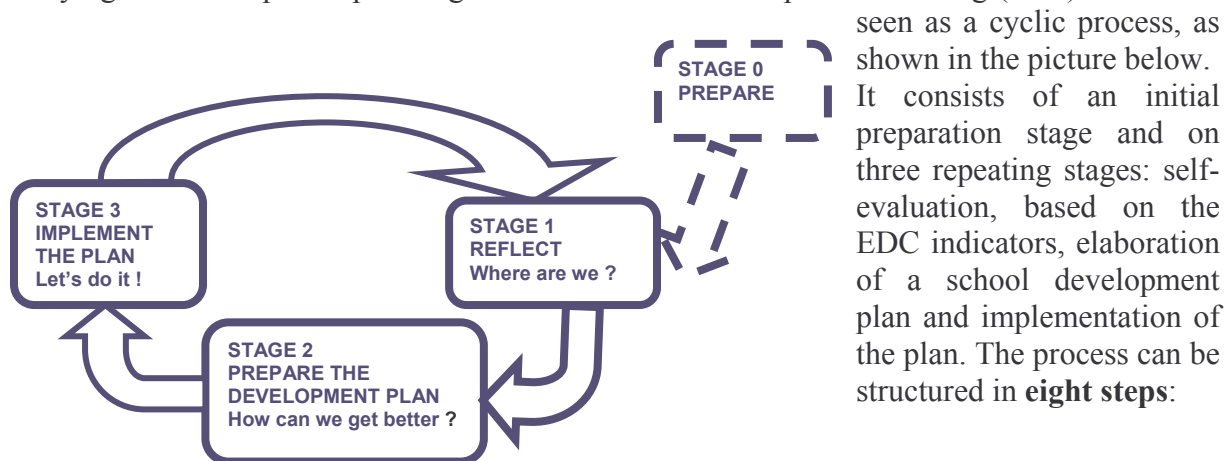 seen as a cyclic process, as
shown in the picture below.
It consists of an initial
preparation stage and on
three repeating stages: self-
evaluation, based on the
EDC indicators, elaboration
of a school development
plan and implementation of
the plan. The process can be
structured in eight steps:
STAGE 0
PREPARE
STAGE 1
REFLECT
Where are we ?
STAGE 2
PREPARE THE
DEVELOPMENT PLAN
How can we get better ?
STAGE 3
IMPLEMENT
THE PLAN
Let's do it !